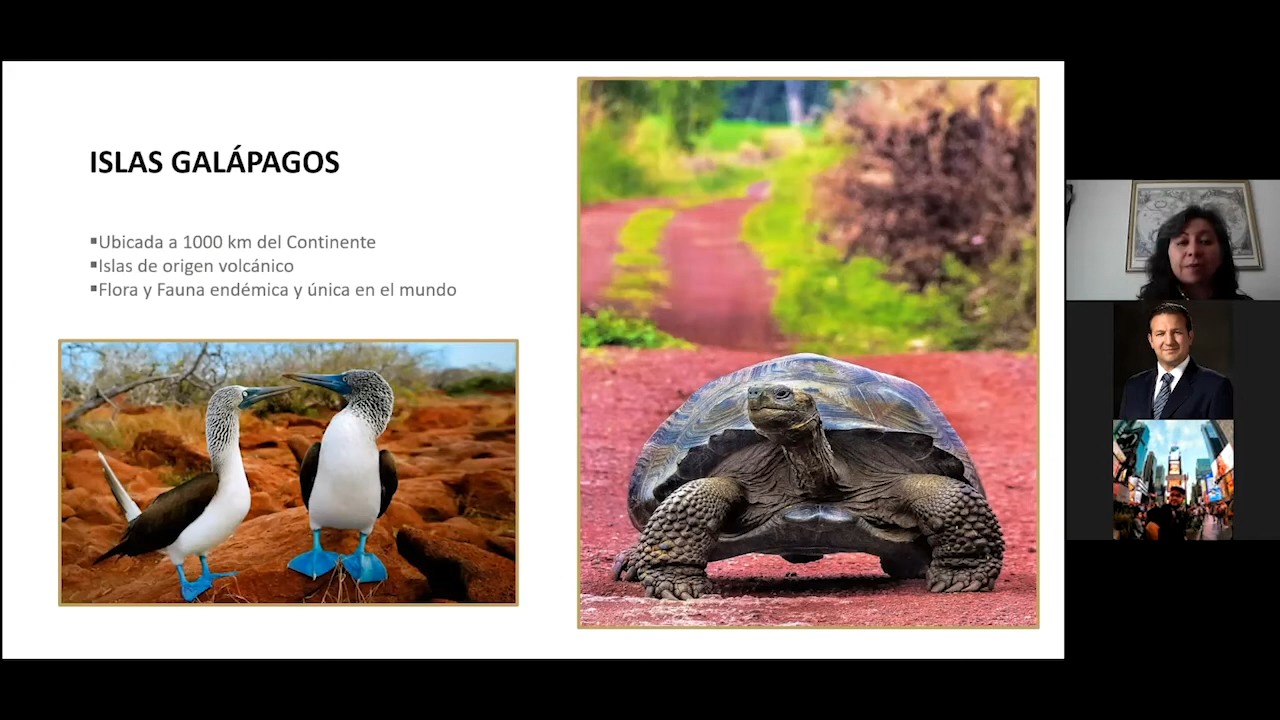 ISLAS GALÁPAGOS
▪Ubicada a 1000 km del Continente
▪Islas de origen volcánico
▪Flora y Fauna endémica y única en el mundo